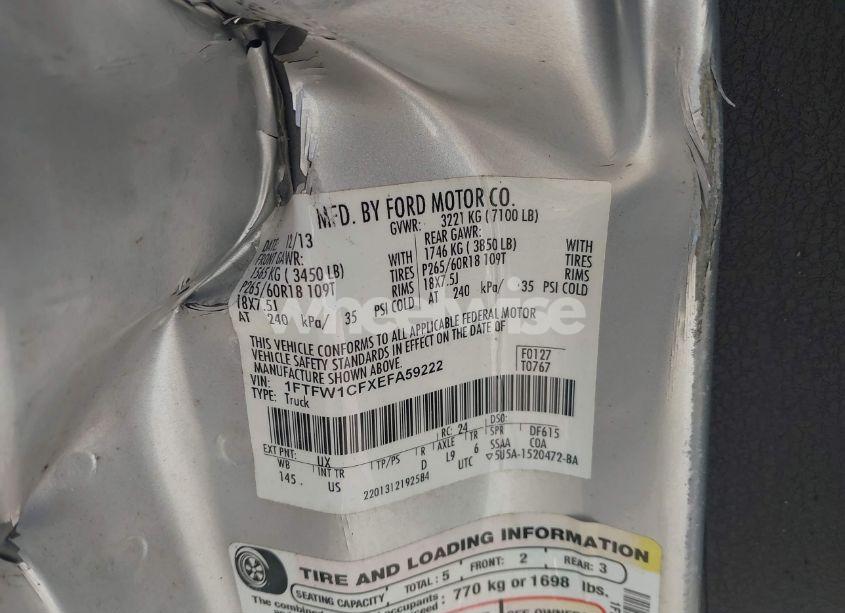 MFD. BY FORD MOTOR CO.
DATE: 12/13 GVWR: 3221 KG ( 7100 LB)
FRONT GAWR: WITH REAR GAWR: WITH
1565 KG ( 3450 LB) TIRES 1746 KG ( 3850 LB) TIRES
P265/60R18 109T RIMS P265/60R18 109T RIMS
18X7.5J 18X7.5J
AT 240 kPa/ 35 PSI COLD AT 240 kPa/ 35 PSI COLD
THIS VEHICLE CONFORMS TO ALL APPLICABLE FEDERAL MOTOR
VEHICLE SAFETY STANDARDS IN EFFECT ON THE DATE OF
MANUFACTURE SHOWN ABOVE.
VIN: 1FTFW1CFXEFA59222
TYPE: Truck
F0127
T0767
EXT PNT: UX RC: 24 DSO:
WB INT TR TP/PS R AXLE TR SPR DF615
145. US D L9 6 SSAA COA
2201312192584 UTC ▽5U5A-1520472-BA
wheelwise
TIRE AND LOADING INFORMATION
SEATING CAPACITY TOTAL: 5 FRONT: 2 REAR: 3
The combined occupants 770 kg or 1698 lbs.